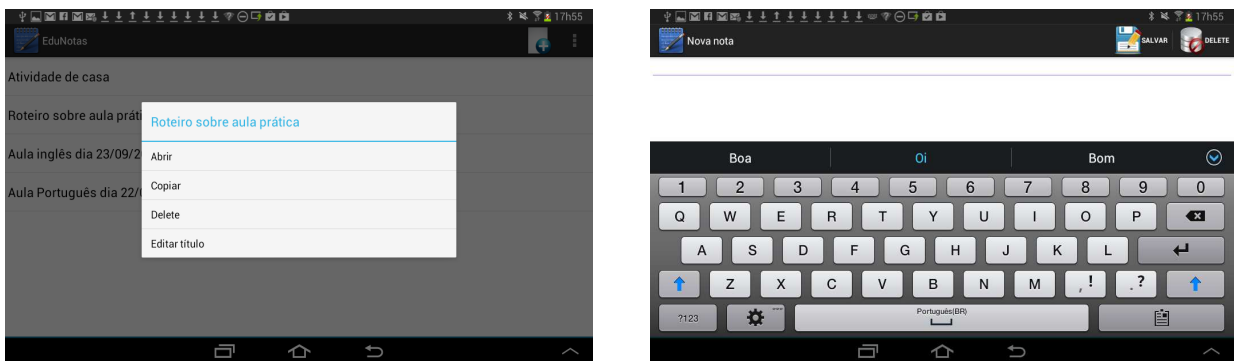 17h55
EduNotas
Atividade de casa
Roteiro sobre aula práti
Aula inglês dia 23/09/2
Aula Português dia 22/
Roteiro sobre aula prática
Abrir
Copiar
Delete
Editar título
17h55
Nova nota
SALVAR
DELETE
Boa Oi Bom
1 2 3 4 5 6 7 8 9 0
Q W E R T Y U I O P
A S D F G H J K L
Z X C V B N M , ! . ?
?123 Português(BR)